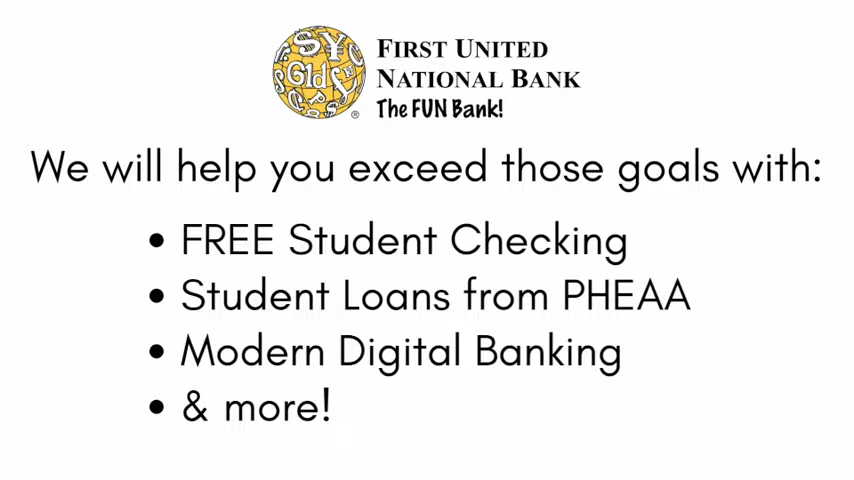 FIRST UNITED
NATIONAL BANK
The FUN Bank!
We will help you exceed those goals with:
• FREE Student Checking
• Student Loans from PHEAA
• Modern Digital Banking
• & more!